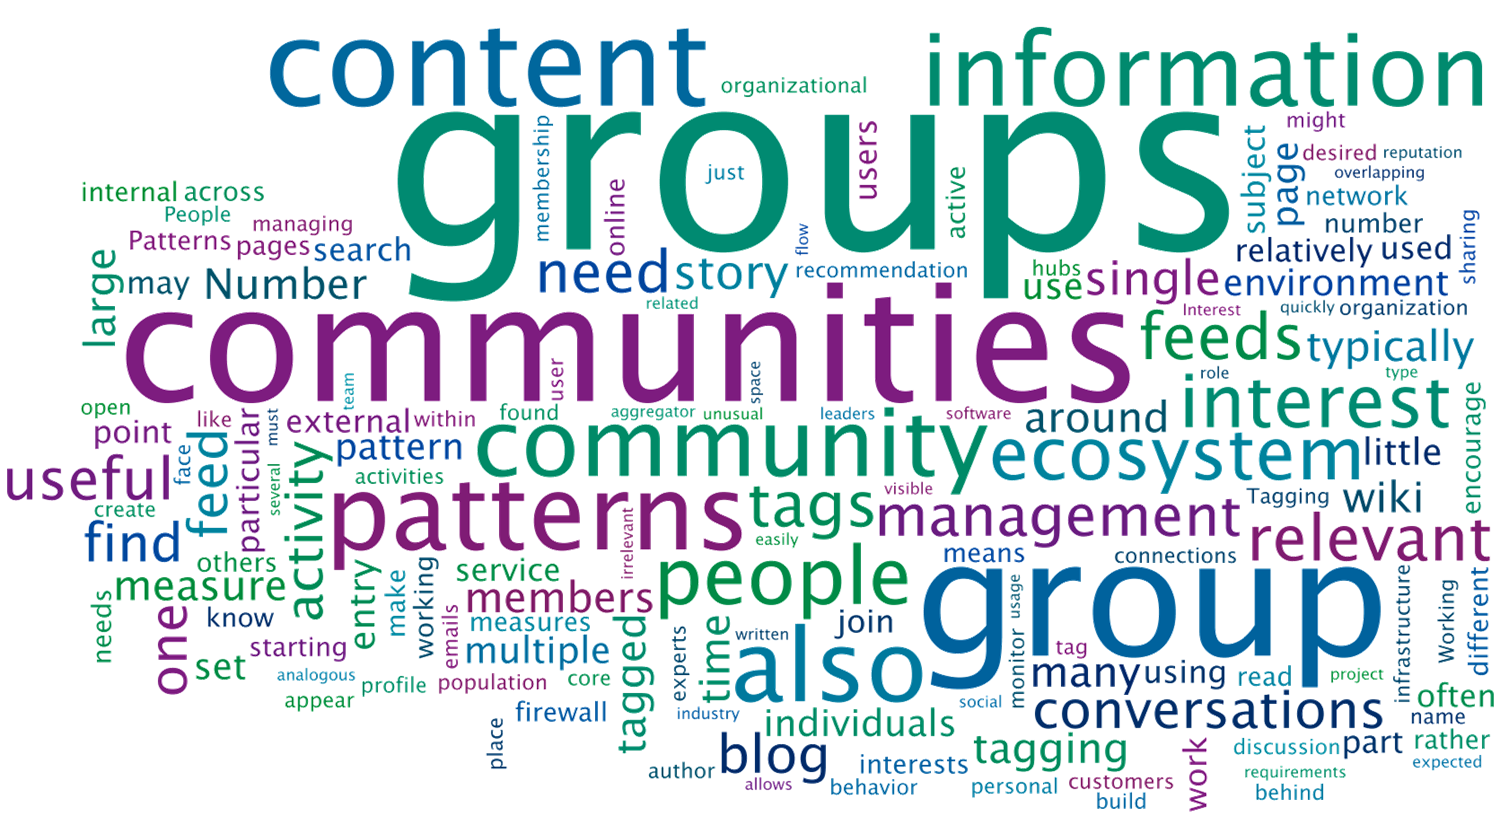 content
information
organizational
groups
membership
users
just
online
active
flow
might
subject
page
desired
reputation
overlapping
network
number
sharing
internal
across
People
managing
Patterns
pages
search
large
may
Number
need
story
recommendation
relatively
used
hubs
use
single
environment
related
Interest
quickly
organization
communities
feeds
typically
user
team
space
role
type
interest
open
like
must
external
within
found
aggregator
unusual
leaders
software
around
encourage
point
particular
pattern
community
ecosystem
little
useful
face
feed
several
activity
activities
patterns
tags
visible
management
Tagging
wiki
create
find
easily
irrelevant
means
connections
relevant
others
measure
entry
make
working
service
people
group
usage
infrastructure
Working
different
needs
one
know
emails
members
measures
tagged
experts
time
written
join
also
monitor
tag
starting
multiple
many
using
read
project
set
analogous
profile
population
core
appear
often
firewall
industry
individuals
social
conversations
name
place
blog
tagging
work
discussion
part
rather
author
interests
requirements
expected
allows
behavior
personal
customers
build
behind